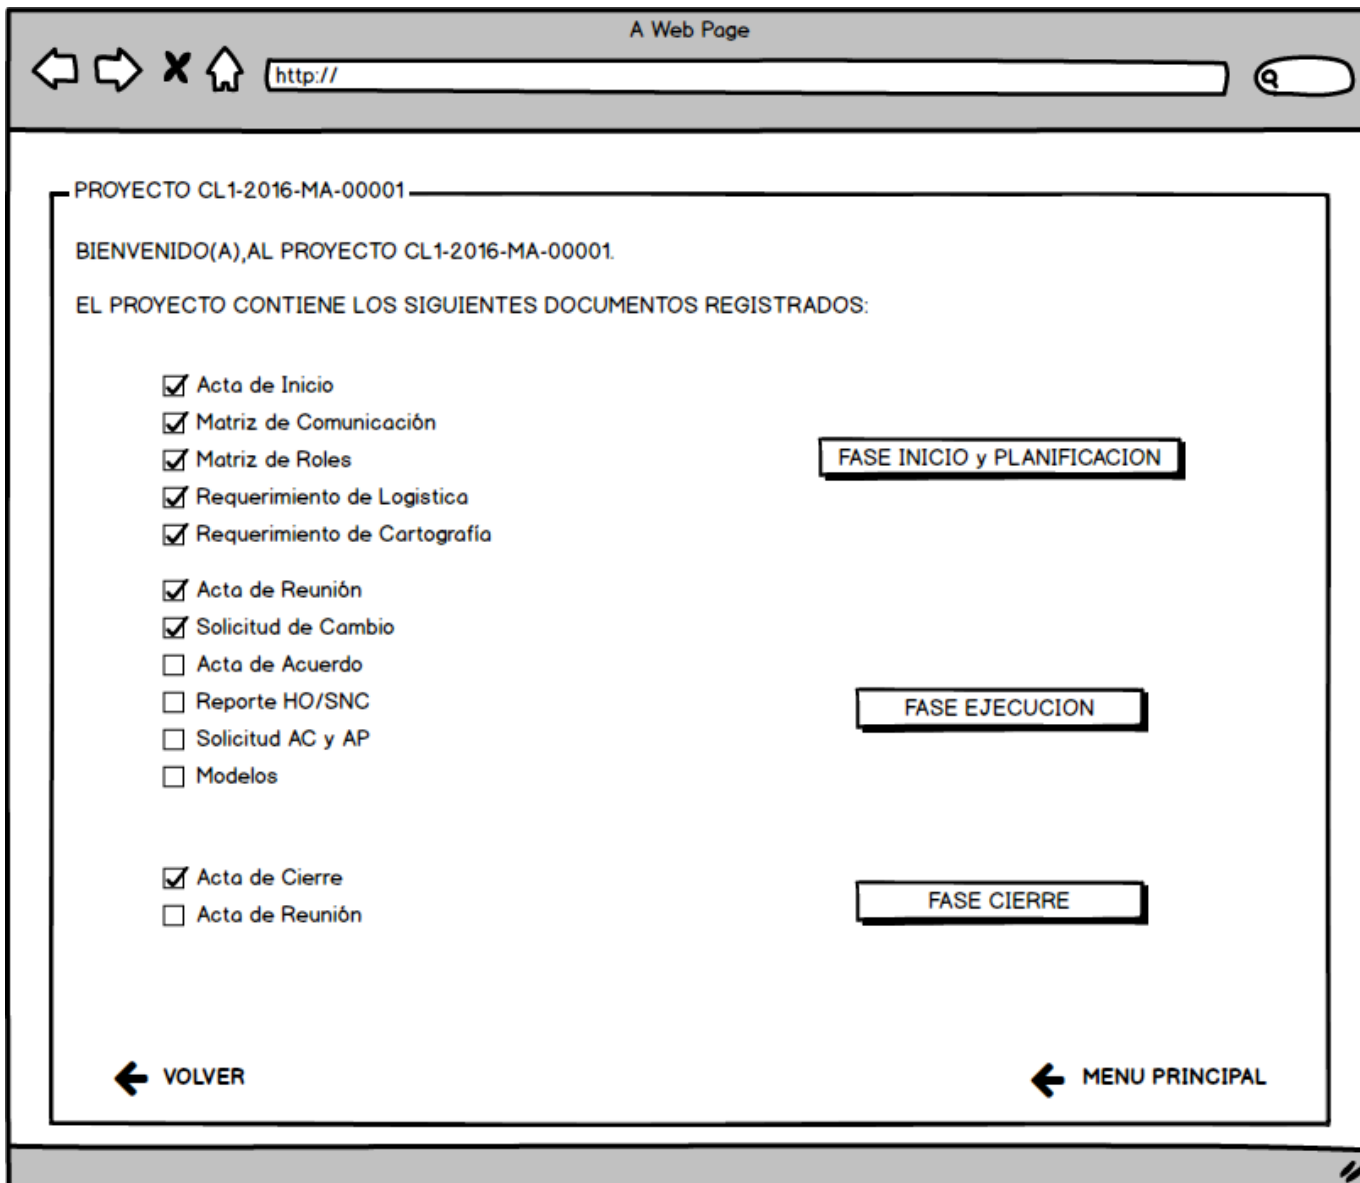 A Web Page
http://
PROYECTO CL1-2016-MA-00001
BIENVENIDO(A),AL PROYECTO CL1-2016-MA-00001.
EL PROYECTO CONTIENE LOS SIGUIENTES DOCUMENTOS REGISTRADOS:
Acta de Inicio
Matriz de Comunicación
Matriz de Roles
Requerimiento de Logistica
Requerimiento de Cartografía
FASE INICIO y PLANIFICACION
Acta de Reunión
Solicitud de Cambio
Acta de Acuerdo
Reporte HO/SNC
Solicitud AC y AP
Modelos
FASE EJECUCION
Acta de Cierre
Acta de Reunión
FASE CIERRE
VOLVER
MENU PRINCIPAL